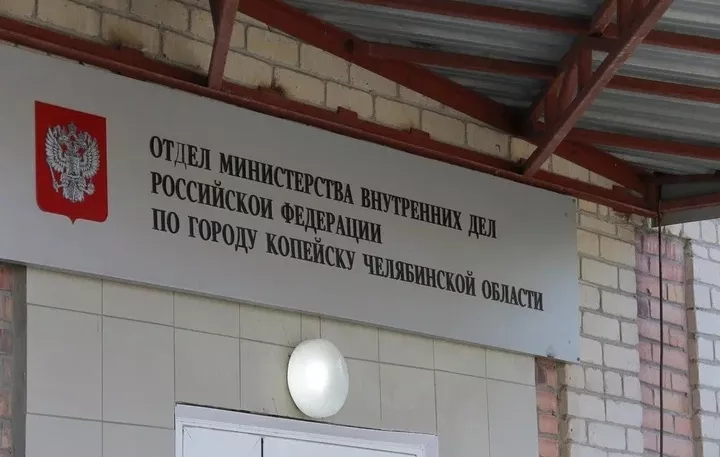 ОТДЕЛ МИНИСТЕРСТВА ВНУТРЕННИХ ДЕЛ
РОССИЙСКОЙ ФЕДЕРАЦИИ
ПО ГОРОДУ КОПЕЙСКУ ЧЕЛЯБИНСКОЙ ОБЛАСТИ